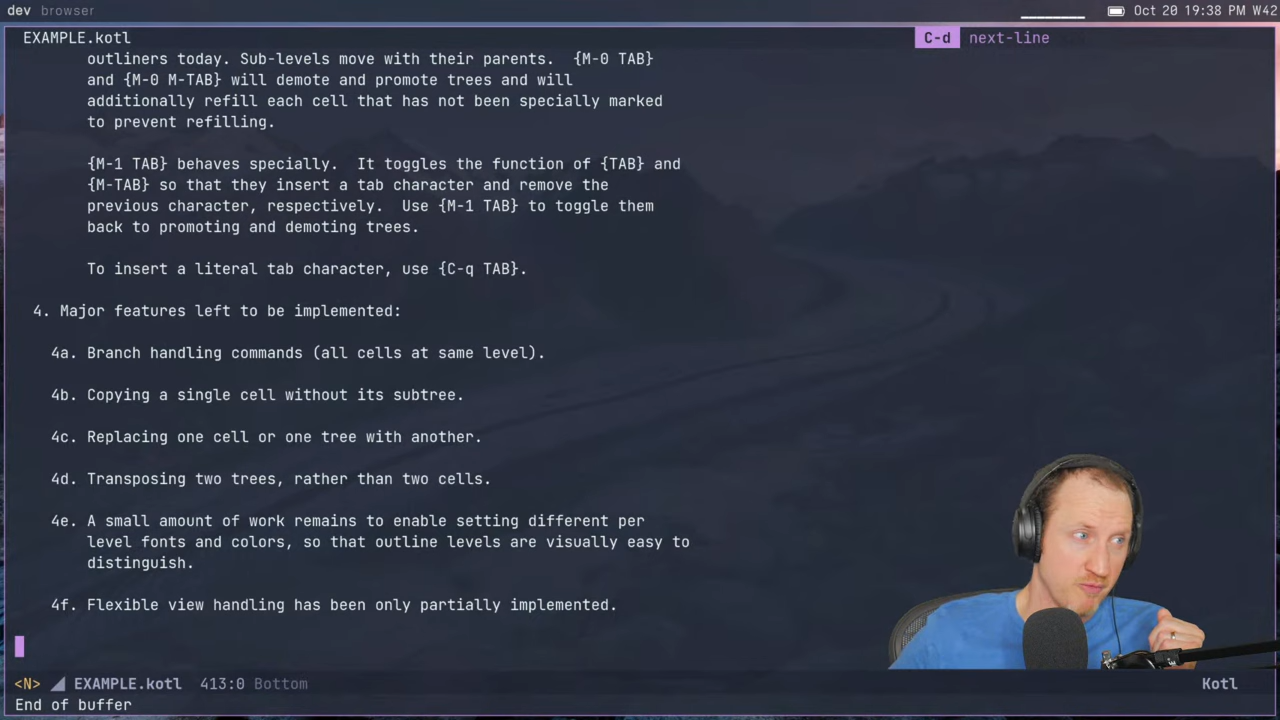 dev browser
Oct 20 19:38 PM W42
EXAMPLE.kotl
C-d next-line
outliners today. Sub-levels move with their parents. {M-0 TAB}
and {M-0 M-TAB} will demote and promote trees and will
additionally refill each cell that has not been specially marked
to prevent refilling.
{M-1 TAB} behaves specially. It toggles the function of {TAB} and
{M-TAB} so that they insert a tab character and remove the
previous character, respectively. Use {M-1 TAB} to toggle them
back to promoting and demoting trees.
To insert a literal tab character, use {C-q TAB}.
4. Major features left to be implemented:
4a. Branch handling commands (all cells at same level).
4b. Copying a single cell without its subtree.
4c. Replacing one cell or one tree with another.
4d. Transposing two trees, rather than two cells.
4e. A small amount of work remains to enable setting different per
level fonts and colors, so that outline levels are visually easy to
distinguish.
4f. Flexible view handling has been only partially implemented.
<N> EXAMPLE.kotl 413:0 Bottom
Kotl
End of buffer